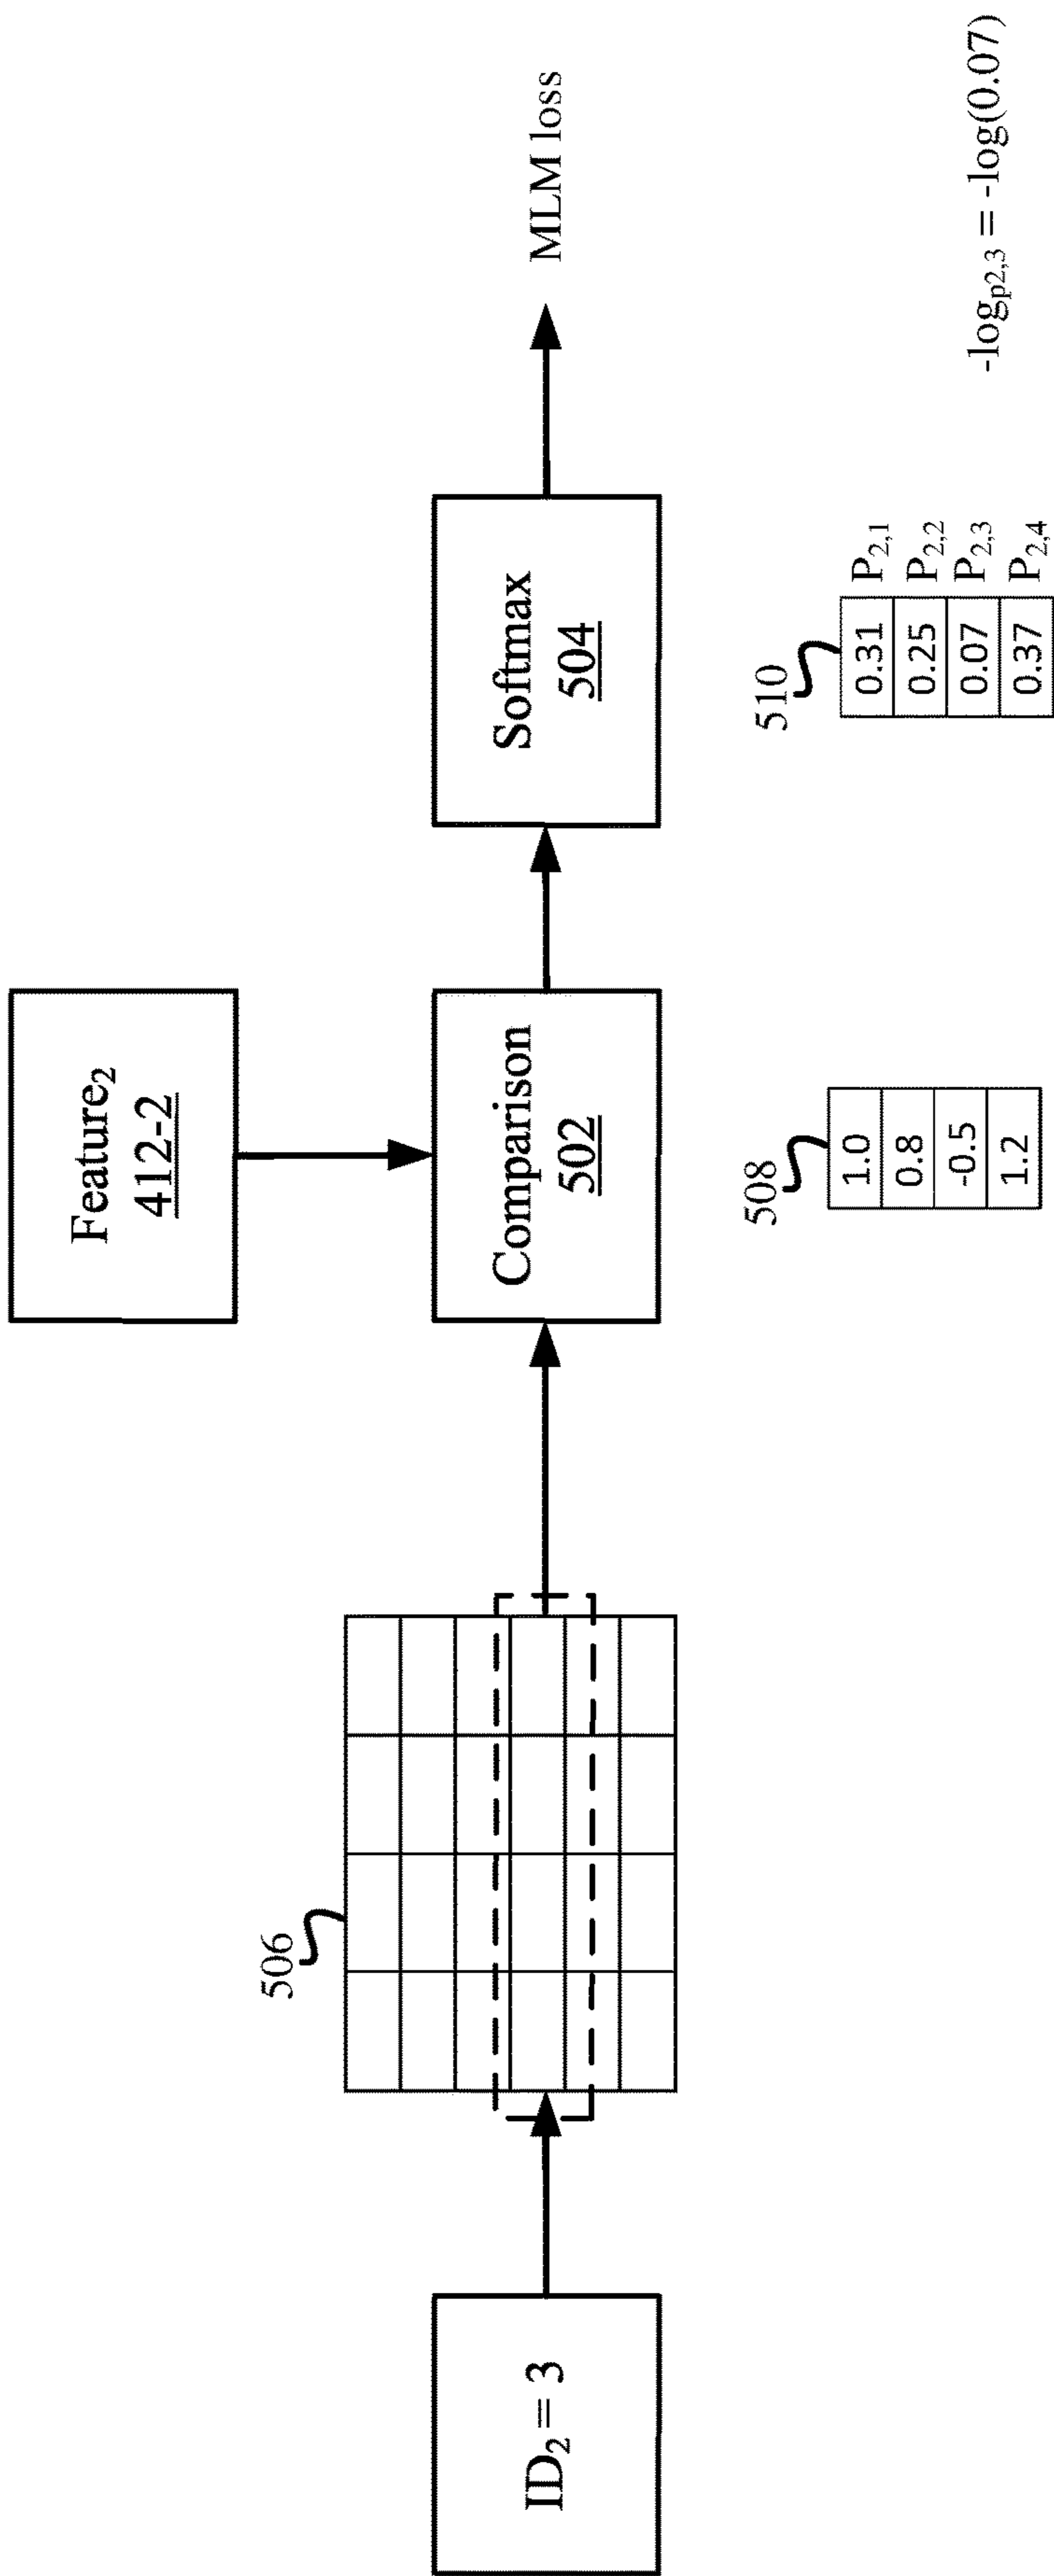 Feature₂
412-2
506
ID₂ = 3
Comparison
502
Softmax
504
MLM loss
508
1.0
0.8
-0.5
1.2
510
0.31 P₂,₁
0.25 P₂,₂
0.07 P₂,₃
0.37 P₂,₄
-logₚ₂,₃ = -log(0.07)